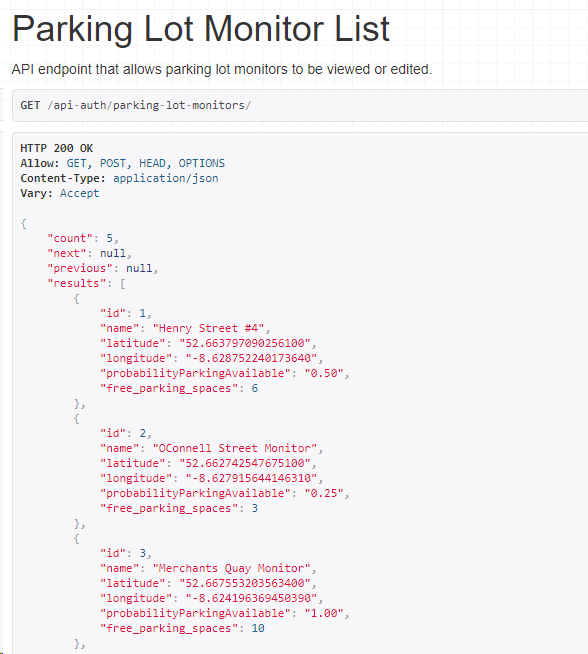 Parking Lot Monitor List
API endpoint that allows parking lot monitors to be viewed or edited.
GET /api-auth/parking-lot-monitors/
HTTP 200 OK
Allow: GET, POST, HEAD, OPTIONS
Content-Type: application/json
Vary: Accept
{
    "count": 5,
    "next": null,
    "previous": null,
    "results": [
        {
            "id": 1,
            "name": "Henry Street #4",
            "latitude": "52.663797090256100",
            "longitude": "-8.628752240173640",
            "probabilityParkingAvailable": "0.50",
            "free_parking_spaces": 6
        },
        {
            "id": 2,
            "name": "OConnell Street Monitor",
            "latitude": "52.662742547675100",
            "longitude": "-8.627915644146310",
            "probabilityParkingAvailable": "0.25",
            "free_parking_spaces": 3
        },
        {
            "id": 3,
            "name": "Merchants Quay Monitor",
            "latitude": "52.667553203563400",
            "longitude": "-8.624196369450390",
            "probabilityParkingAvailable": "1.00",
            "free_parking_spaces": 10
        },